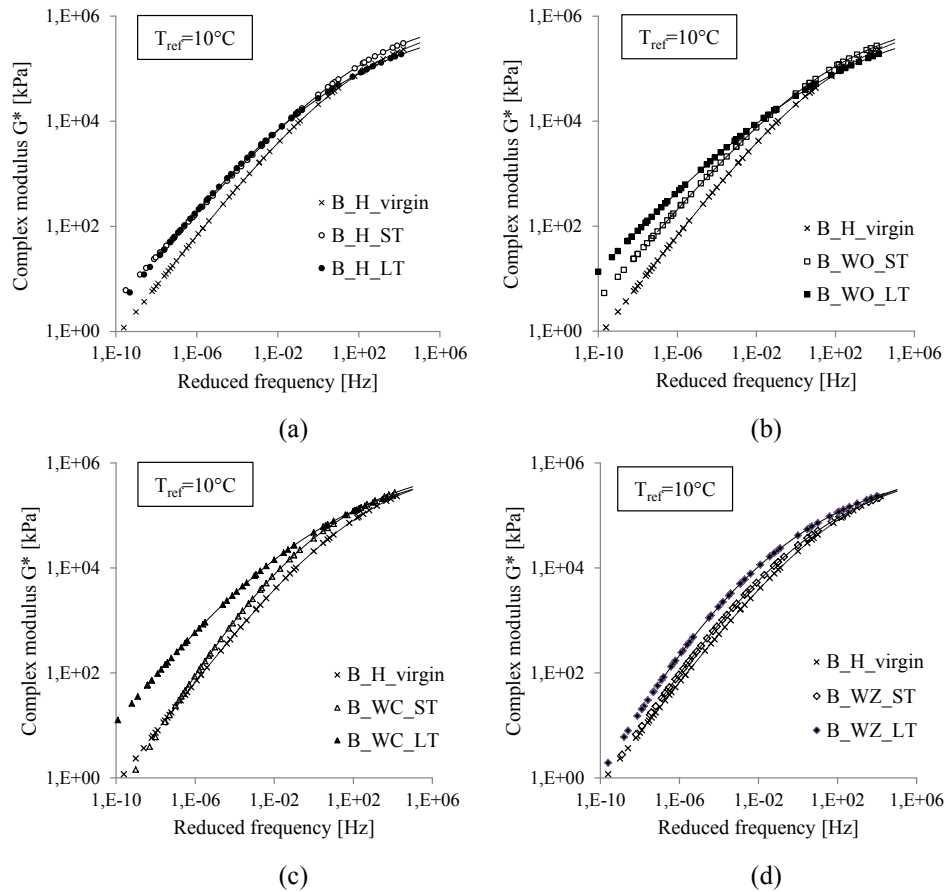 1,E+06
T_ref=10°C
1,E+04
1,E+02
1,E+00
Complex modulus G* [kPa]
B_H_virgin
B_H_ST
B_H_LT
1,E-10 1,E-06 1,E-02 1,E+02 1,E+06
Reduced frequency [Hz]
(a)
1,E+06
T_ref=10°C
1,E+04
1,E+02
1,E+00
Complex modulus G* [kPa]
B_H_virgin
B_WO_ST
B_WO_LT
1,E-10 1,E-06 1,E-02 1,E+02 1,E+06
Reduced frequency [Hz]
(b)
1,E+06
T_ref=10°C
1,E+04
1,E+02
1,E+00
Complex modulus G* [kPa]
B_H_virgin
B_WC_ST
B_WC_LT
1,E-10 1,E-06 1,E-02 1,E+02 1,E+06
Reduced frequency [Hz]
(c)
1,E+06
T_ref=10°C
1,E+04
1,E+02
1,E+00
Complex modulus G* [kPa]
B_H_virgin
B_WZ_ST
B_WZ_LT
1,E-10 1,E-06 1,E-02 1,E+02 1,E+06
Reduced frequency [Hz]
(d)